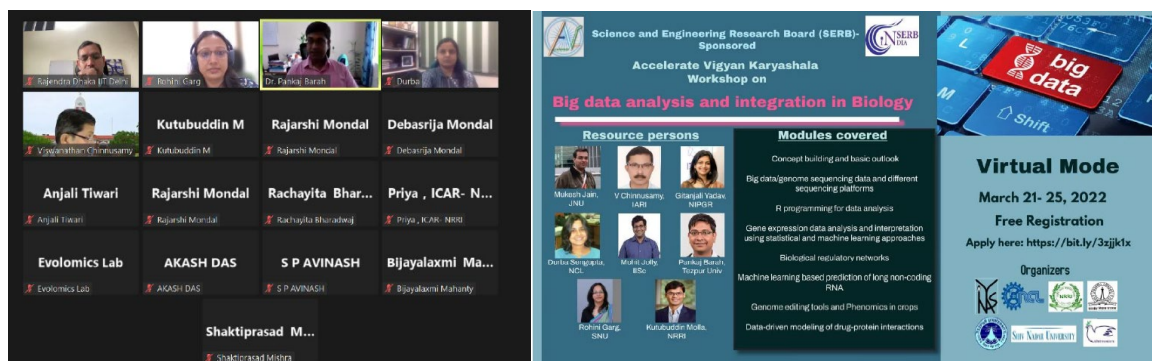 Rajendra Dhaka IIT Delhi
Rohini Garg
Dr. Pankaj Barah
Durba
Viswanathan Chinnusamy
Kutubuddin M
Kutubuddin M
Rajarshi Mondal
Rajarshi Mondal
Debasrija Mondal
Debasrija Mondal
Anjali Tiwari
Anjali Tiwari
Rajarshi Mondal
Rajarshi Mondal
Rachayita Bhar...
Rachayita Bharadwaj
Priya , ICAR- N...
Priya , ICAR- NRRI
Evolomics Lab
Evolomics Lab
AKASH DAS
AKASH DAS
S P AVINASH
S P AVINASH
Bijayalaxmi Ma...
Bijayalaxmi Mahanty
Shaktiprasad M...
Shaktiprasad Mishra
Science and Engineering Research Board (SERB)-
Sponsored
SERB
INDIA
Accelerate Vigyan Karyashala
Workshop on
Big data analysis and integration in Biology
Resource persons
Mukesh Jain,
JNU
V Chinnusamy,
IARI
Gitanjali Yadav,
NIPGR
Durba Sengupta,
NCL
Mohit Jolly,
IISc
Pankaj Barah,
Tezpur Univ
Rohini Garg,
SNU
Kutubuddin Molla,
NRRI
Modules covered
Concept building and basic outlook
Big data/genome sequencing data and different
sequencing platforms
R programming for data analysis
Gene expression data analysis and interpretation
using statistical and machine learning approaches
Biological regulatory networks
Machine learning based prediction of long non-coding
RNA
Genome editing tools and Phenomics in crops
Data-driven modeling of drug-protein interactions
L
big
data
Shift
Virtual Mode
March 21- 25, 2022
Free Registration
Apply here: https://bit.ly/3zjjk1x
Organizers
NCL
NRRI
SHIV NADAR UNIVERSITY